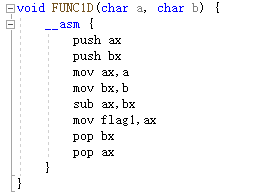 void FUNC1D(char a, char b) {
__asm {
push ax
push bx
mov ax,a
mov bx,b
sub ax,bx
mov flag1,ax
pop bx
pop ax
}
}